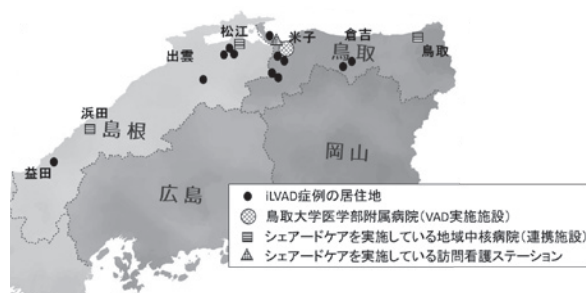 松江
米子
倉吉
鳥取
鳥取
出雲
浜田
島根
益田
岡山
広島
iLVAD症例の居住地
鳥取大学医学部附属病院(VAD実施施設)
シェアードケアを実施している地域中核病院(連携施設)
シェアードケアを実施している訪問看護ステーション